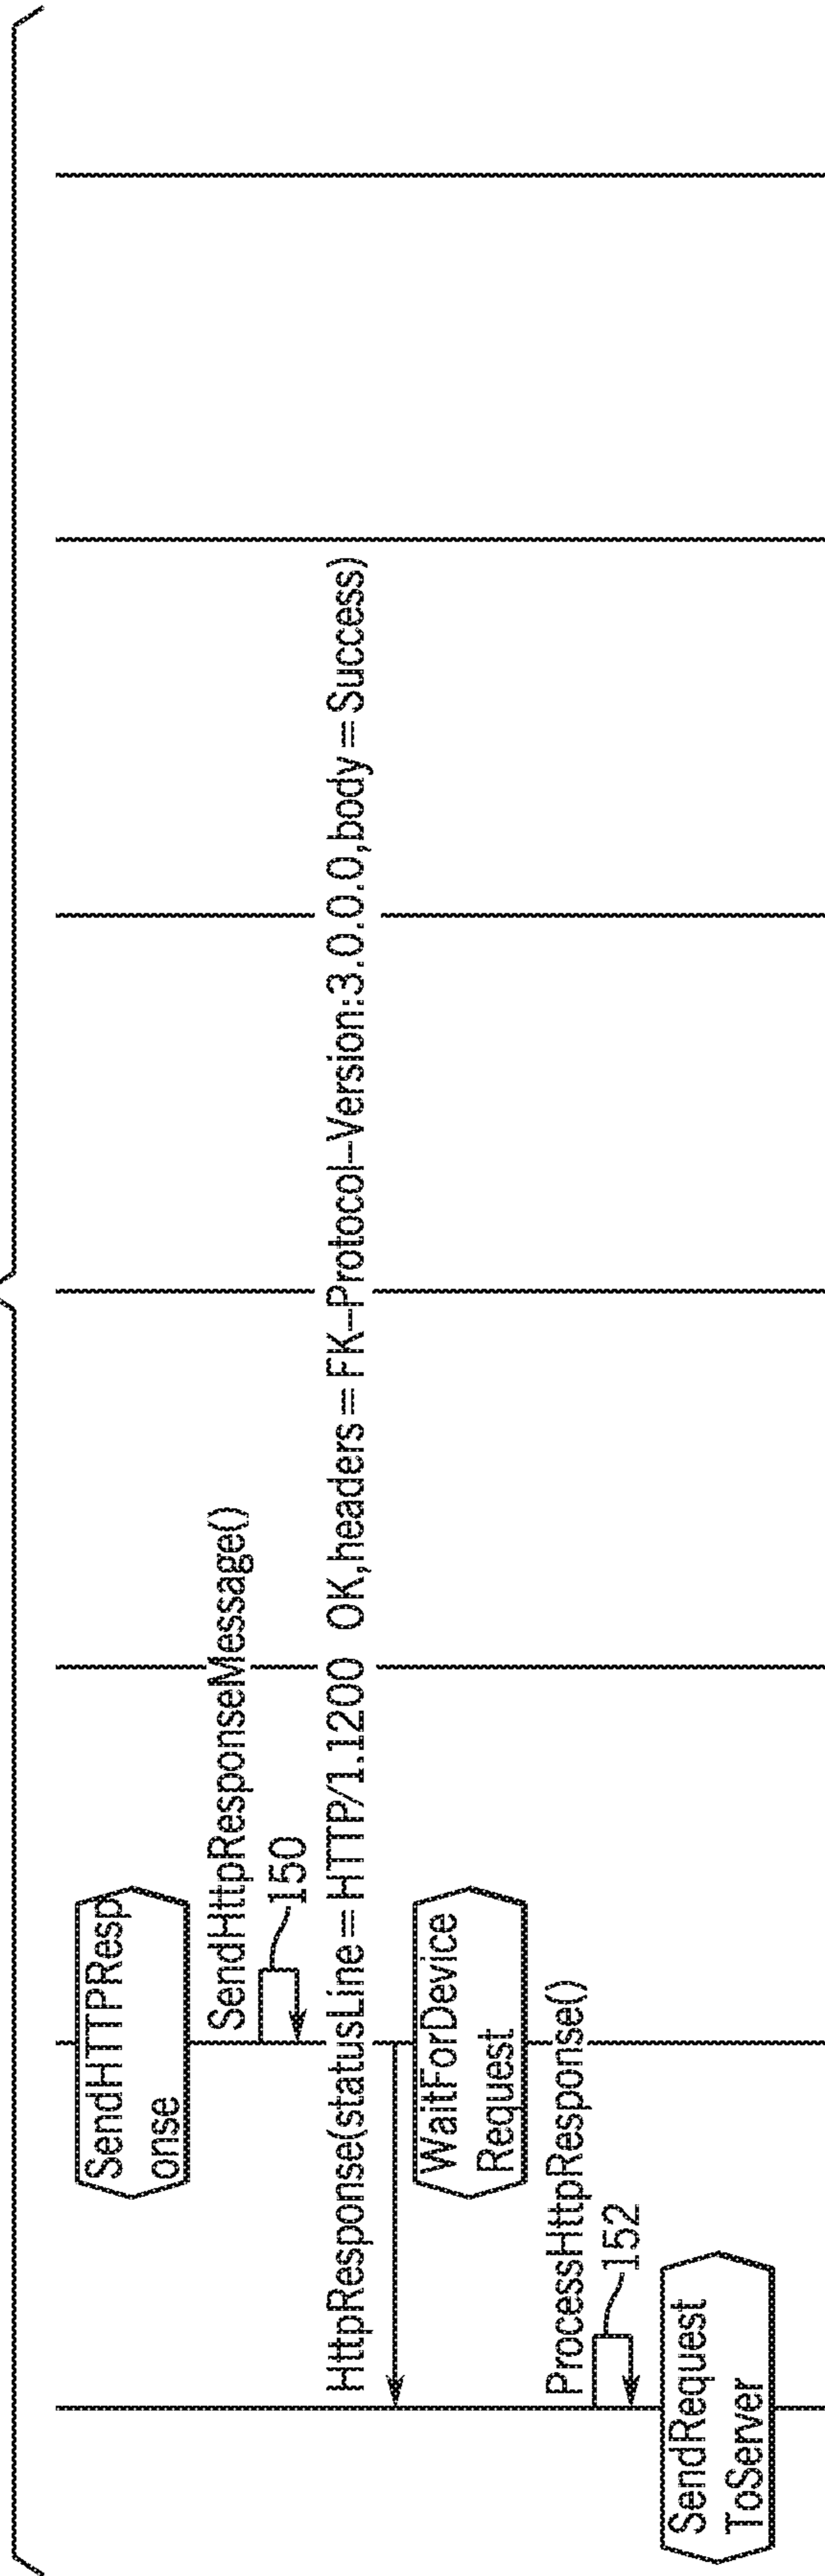 SendHTTPResp
onse
SendHttpResponseMessage()
150
HttpResponse(statusLine=HTTP/1.1200 OK,headers=FK-Protocol-Version:3.0.0.0,body=Success)
WaitForDevice
Request
ProcessHttpResponse()
152
SendRequest
ToServer